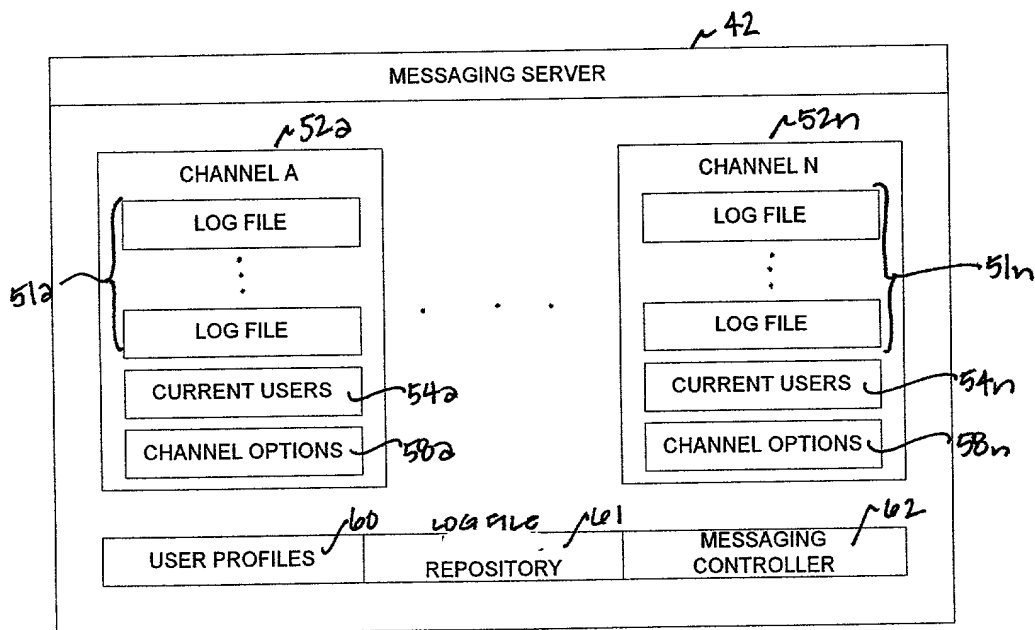 42
MESSAGING SERVER
52a
52n
CHANNEL A
CHANNEL N
LOG FILE
LOG FILE
51a
51n
LOG FILE
LOG FILE
CURRENT USERS
54a
CURRENT USERS
54n
CHANNEL OPTIONS
58a
CHANNEL OPTIONS
58n
60
LOG FILE
61
62
USER PROFILES
REPOSITORY
MESSAGING
CONTROLLER